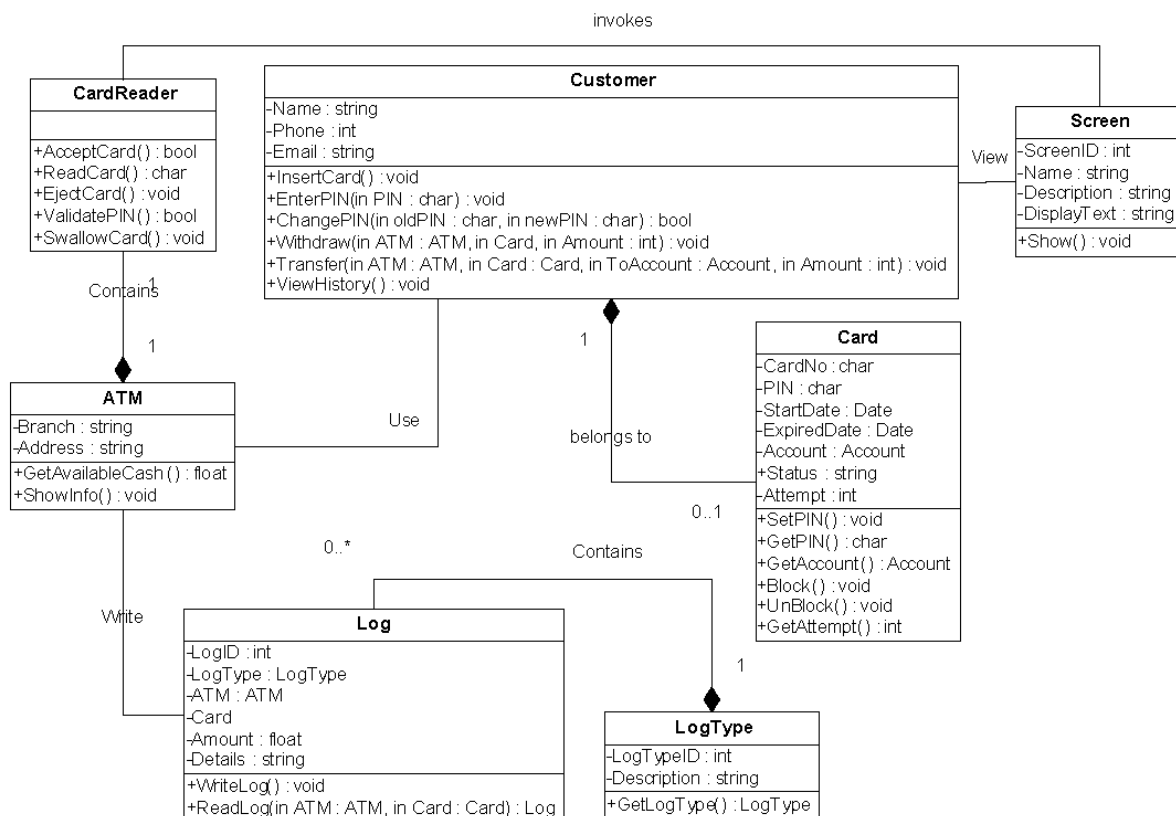 invokes
CardReader
+AcceptCard() : bool
+ReadCard() : char
+EjectCard() : void
+ValidatePIN() : bool
+SwallowCard() : void
Customer
-Name : string
-Phone : int
-Email : string
+InsertCard() : void
+EnterPIN(in PIN : char) : void
+ChangePIN(in oldPIN : char, in newPIN : char) : bool
+Withdraw(in ATM : ATM, in Card, in Amount : int) : void
+Transfer(in ATM : ATM, in Card : Card, in ToAccount : Account, in Amount : int) : void
+ViewHistory() : void
View
Screen
-ScreenID : int
-Name : string
-Description : string
-DisplayText : string
+Show() : void
Contains
1
1
ATM
-Branch : string
-Address : string
+GetAvailableCash() : float
+ShowInfo() : void
Use
1
belongs to
0..1
Card
-CardNo : char
-PIN : char
-StartDate : Date
-ExpiredDate : Date
-Account : Account
+Status : string
-Attempt : int
+SetPIN() : void
+GetPIN() : char
+GetAccount() : Account
+Block() : void
+UnBlock() : void
+GetAttempt() : int
0..*
Contains
1
Write
Log
-LogID : int
-LogType : LogType
-ATM : ATM
-Card
-Amount : float
-Details : string
+WriteLog() : void
+ReadLog(in ATM : ATM, in Card : Card) : Log
LogType
-LogTypeID : int
-Description : string
+GetLogType() : LogType